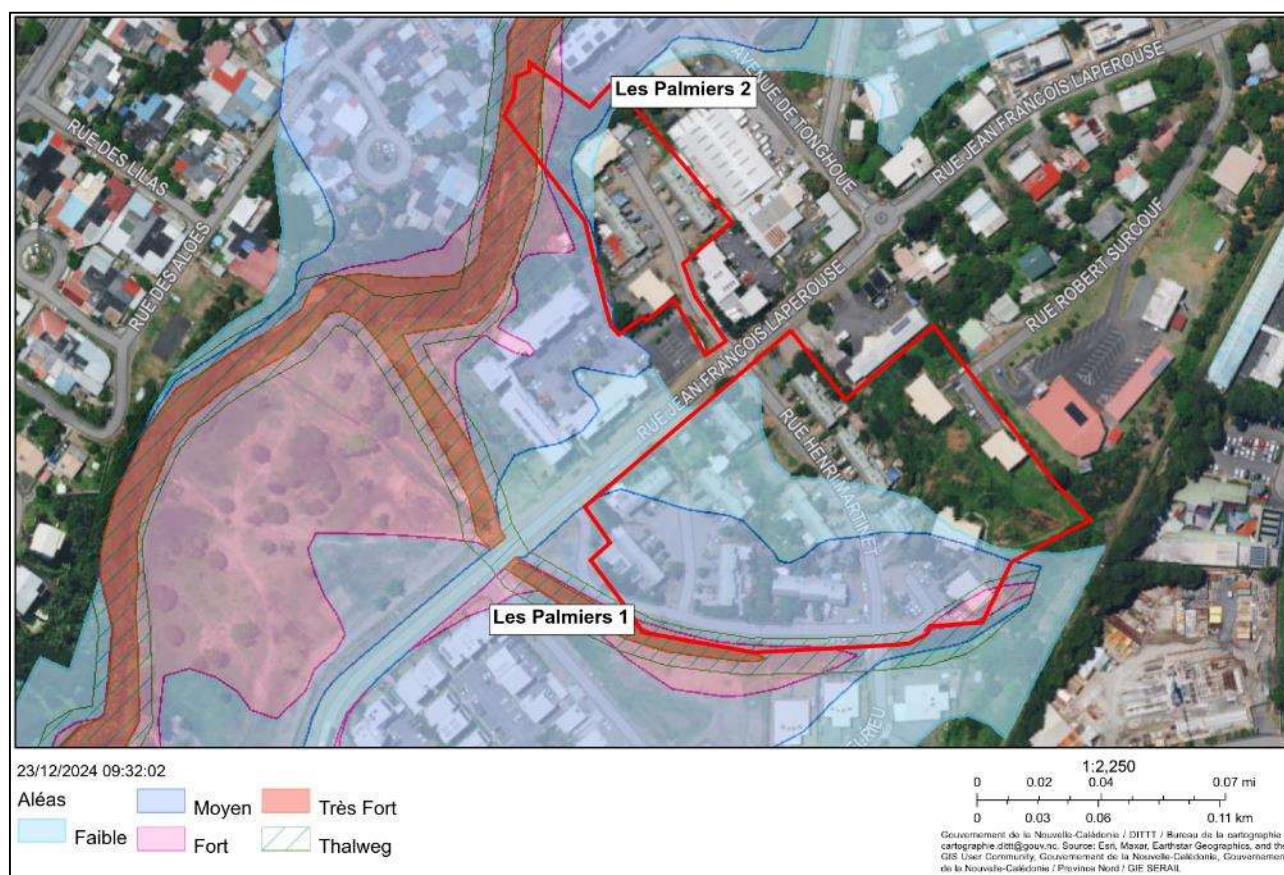 Les Palmiers 2
AVENUE DE TONGHOUE
RUE JEAN FRANCOIS LAPEROUSE
RUE DES LILAS
RUE DES ALOES
RUE ROBERT SURCOUF
RUE JEAN FRANCOIS LAPEROUSE
RUE HENRI MARTINET
Les Palmiers 1
EURIEU
23/12/2024 09:32:02
Aléas
Faible
Moyen
Fort
Très Fort
Thalweg
1:2,250
0 0.02 0.04 0.07 mi
0 0.03 0.06 0.11 km
Gouvernement de la Nouvelle-Calédonie / DITTT / Bureau de la cartographie
cartographie.dittt@gouv.nc. Source: Esri, Maxar, Earthstar Geographics, and the
GIS User Community, Gouvernement de la Nouvelle-Calédonie, Gouvernement
de la Nouvelle-Calédonie / Province Nord / GIE SERAIL